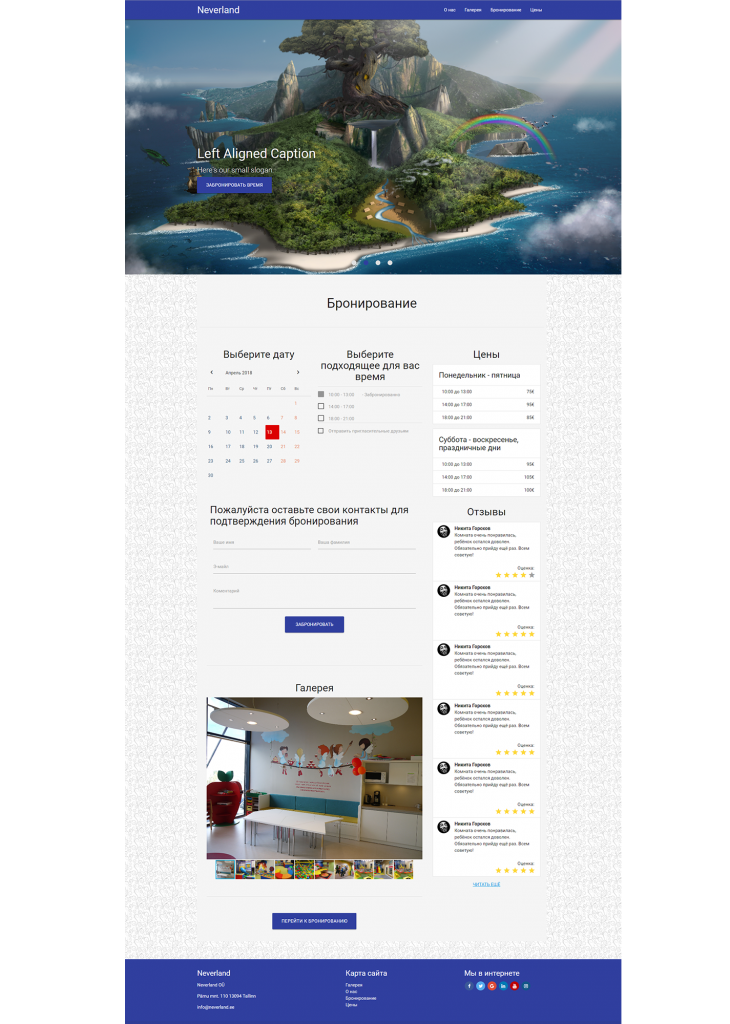 Neverland
О нас Галерея Бронирование Цены
Left Aligned Caption
Here's our small slogan.
ЗАБРОНИРОВАТЬ ВРЕМЯ
Бронирование
Выберите дату
Апрель 2018
Пн Вт Ср Чт Пт Сб Вс
1
2 3 4 5 6 7 8
9 10 11 12 13 14 15
16 17 18 19 20 21 22
23 24 25 26 27 28 29
30
Выберите
подходящее для вас
время
10:00 - 13:00 Забронировано
14:00 - 17:00
18:00 - 21:00
Отправить пригласительные друзьям
Цены
Понедельник - пятница
10:00 до 13:00 75€
14:00 до 17:00 95€
18:00 до 21:00 85€
Суббота - воскресенье,
праздничные дни
10:00 до 13:00 95€
14:00 до 17:00 105€
18:00 до 21:00 100€
Пожалуйста оставьте свои контакты для
подтверждения бронирования
Ваше имя Ваша фамилия
ЗАБРОНИРОВАТЬ
Отзывы
Никита Горохов
Комната очень понравилась,
ребёнок остался доволен.
Обязательно прийду ещё раз. Всем
советую!
Оценка:
Никита Горохов
Комната очень понравилась,
ребёнок остался доволен.
Обязательно прийду ещё раз. Всем
советую!
Оценка:
Никита Горохов
Комната очень понравилась,
ребёнок остался доволен.
Обязательно прийду ещё раз. Всем
советую!
Оценка:
Никита Горохов
Комната очень понравилась,
ребёнок остался доволен.
Обязательно прийду ещё раз. Всем
советую!
Оценка:
Никита Горохов
Комната очень понравилась,
ребёнок остался доволен.
Обязательно прийду ещё раз. Всем
советую!
Оценка:
Никита Горохов
Комната очень понравилась,
ребёнок остался доволен.
Обязательно прийду ещё раз. Всем
советую!
Оценка:
ЧИТАТЬ ЕЩЁ
Галерея
ПЕРЕЙТИ К БРОНИРОВАНИЮ
Neverland
Neverland OÜ
Pärnu mnt. 110 13094 Tallinn
info@neverland.ee
Карта сайта
Галерея
О нас
Бронирование
Цены
Мы в интернете